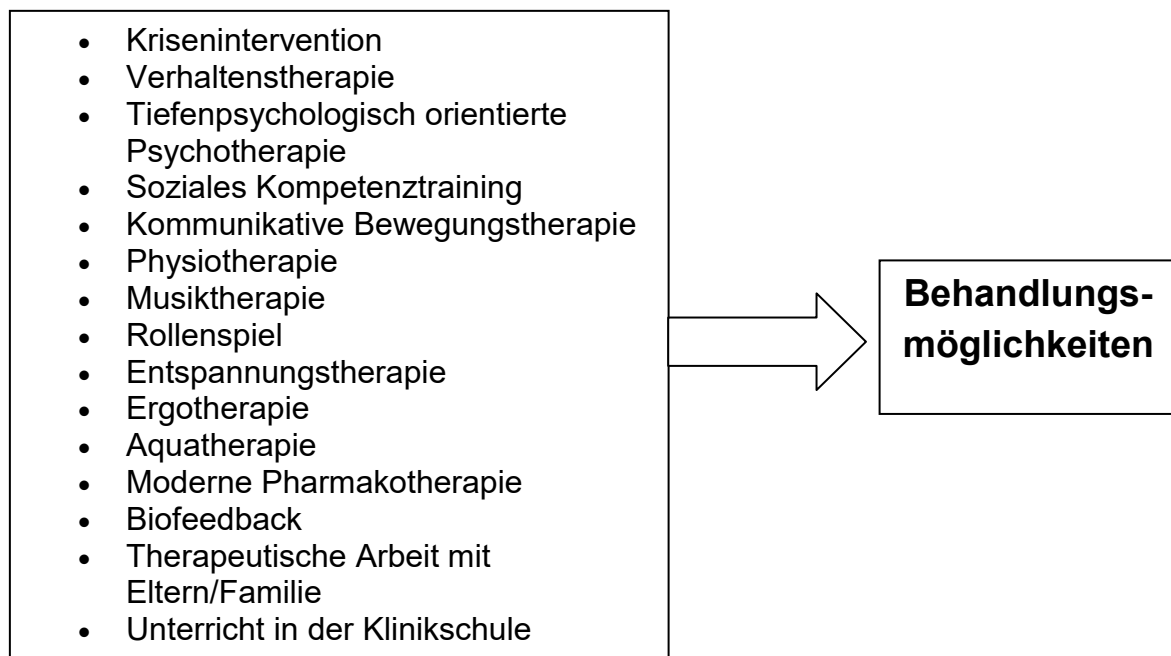 • Krisenintervention
• Verhaltenstherapie
• Tiefenpsychologisch orientierte
Psychotherapie
• Soziales Kompetenztraining
• Kommunikative Bewegungstherapie
• Physiotherapie
• Musiktherapie
• Rollenspiel
• Entspannungstherapie
• Ergotherapie
• Aquatherapie
• Moderne Pharmakotherapie
• Biofeedback
• Therapeutische Arbeit mit
Eltern/Familie
• Unterricht in der Klinikschule
Behandlungs-
möglichkeiten